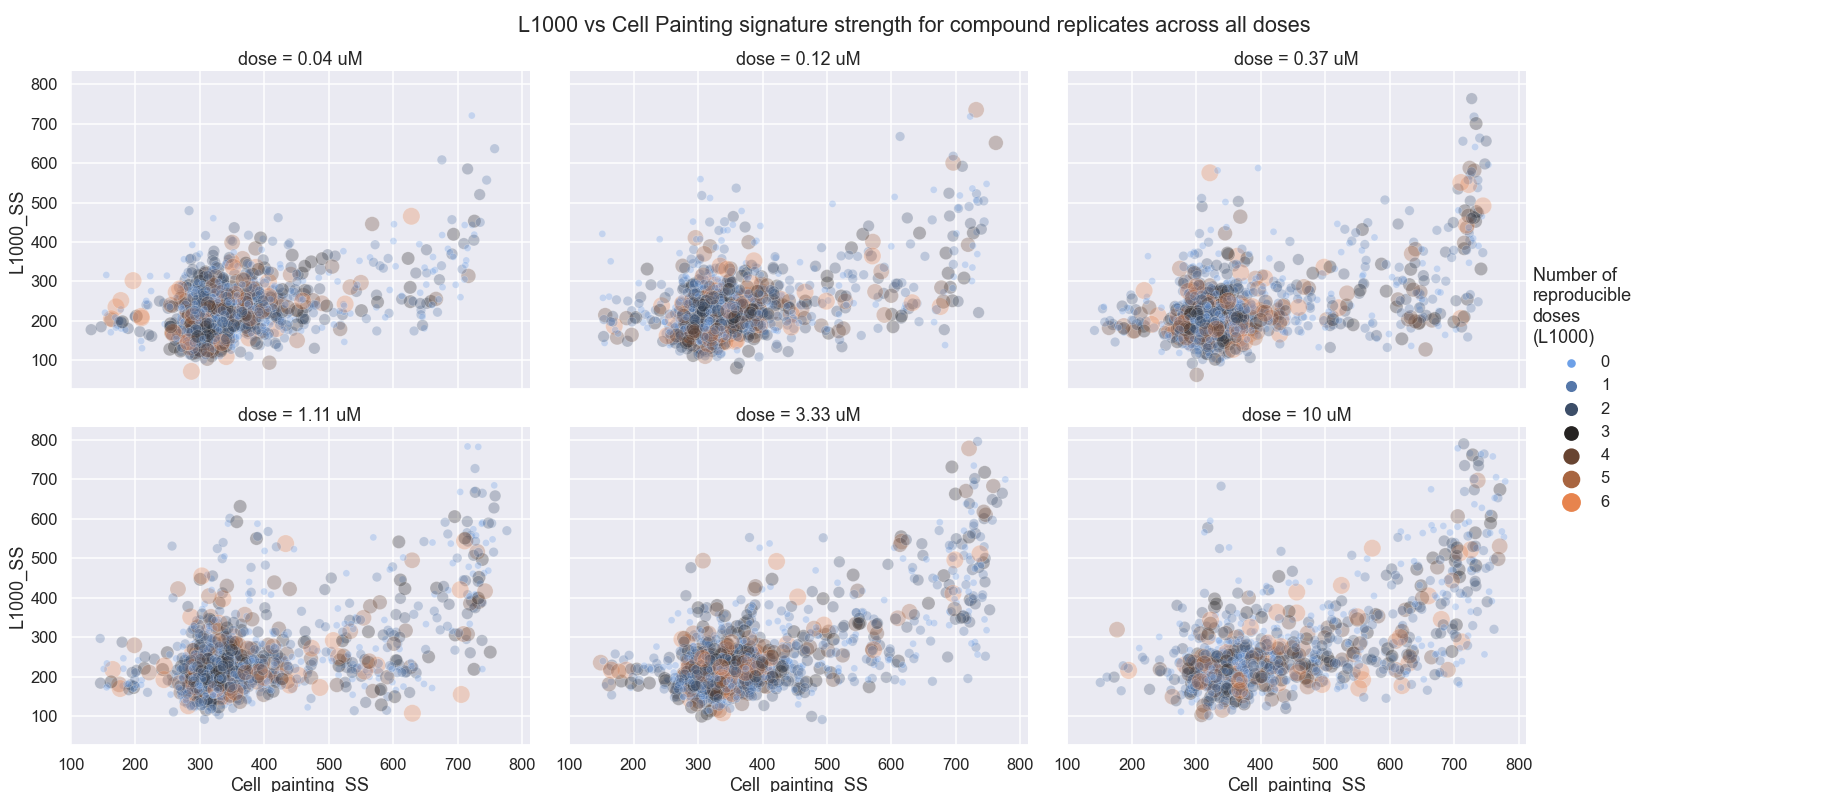 L1000 vs Cell Painting signature strength for compound replicates across all doses
dose = 0.04 uM
dose = 0.12 uM
dose = 0.37 uM
800
700
600
500
400
300
200
100
L1000_SS
dose = 1.11 uM
dose = 3.33 uM
dose = 10 uM
800
700
600
500
400
300
200
100
L1000_SS
100 200 300 400 500 600 700 800
100 200 300 400 500 600 700 800
100 200 300 400 500 600 700 800
Cell_painting_SS
Cell_painting_SS
Cell_painting_SS
Number of
reproducible
doses
(L1000)
0
1
2
3
4
5
6